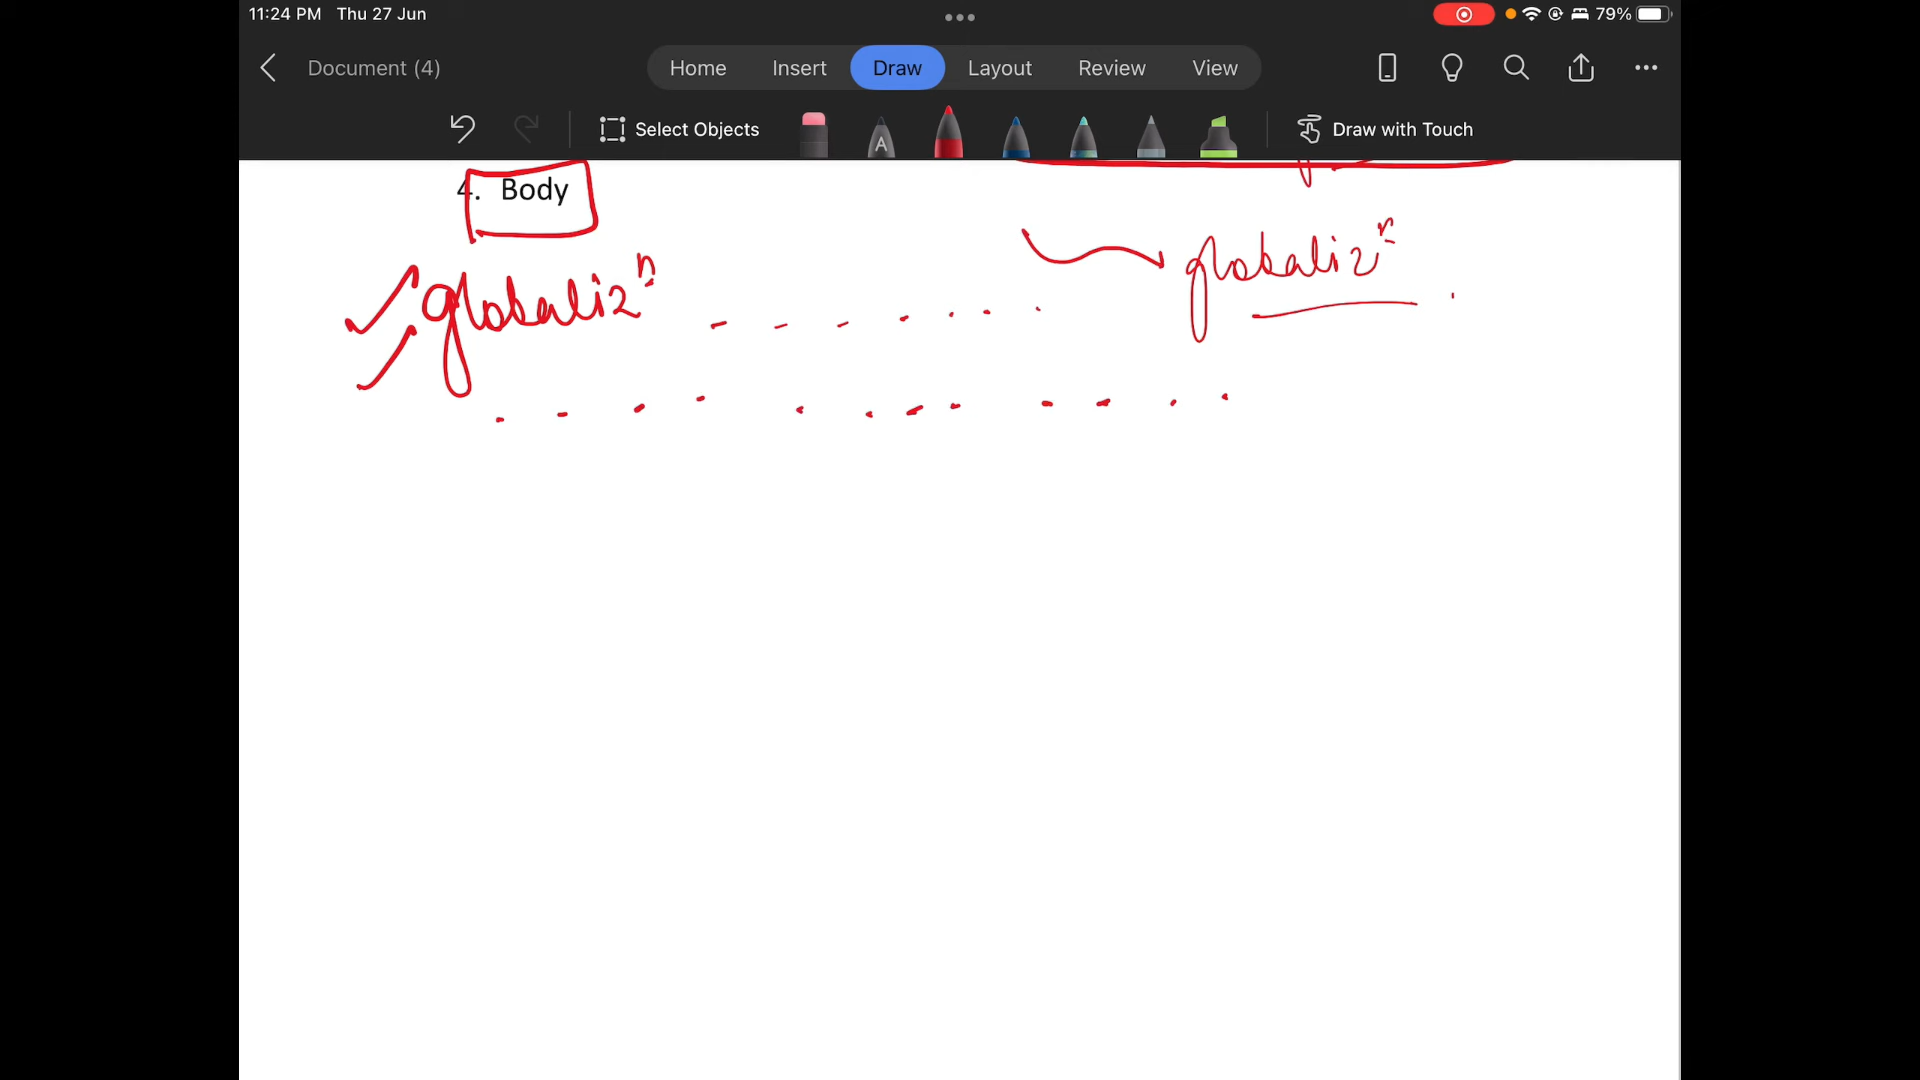 11:24 PM Thu 27 Jun
79%
Document (4)
Home Insert Draw Layout Review View
Select Objects
A
Draw with Touch
4. Body
globalizn
globalizn